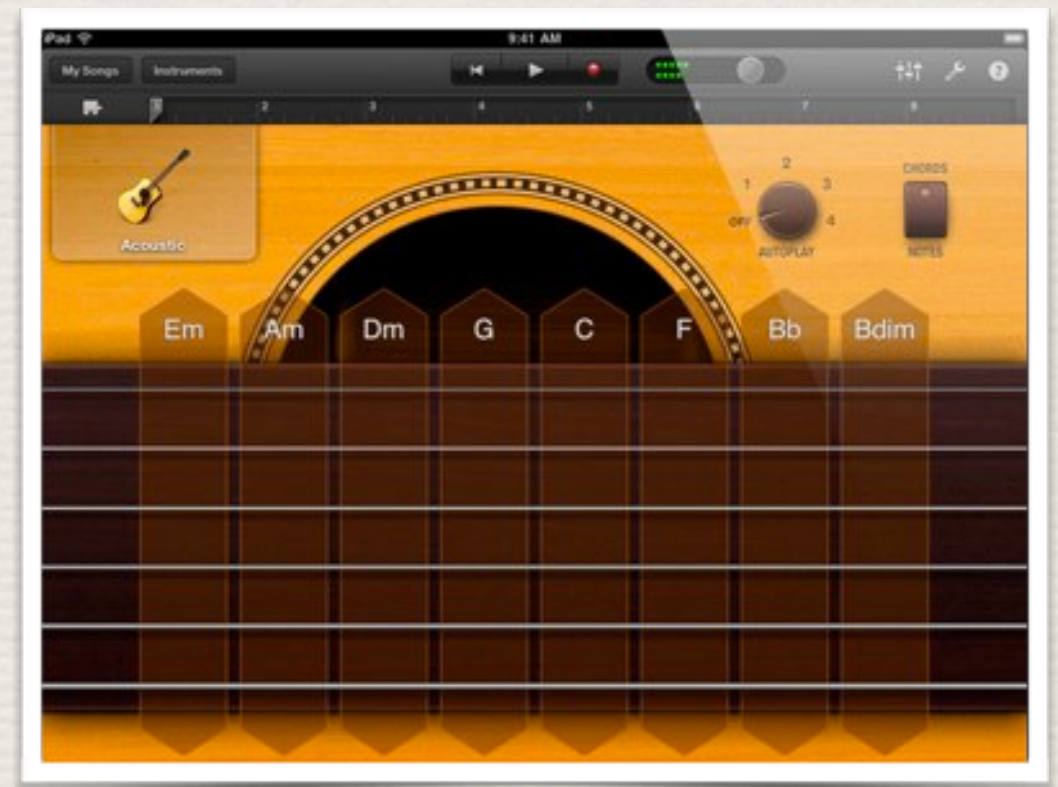 iPad 9:41 AM
My Songs Instruments
1 2 3 4 5 6 7 8
2
1 3
OFF 4
AUTOPLAY
CHORDS
NOTES
Acoustic
Em Am Dm G C F Bb Bdim